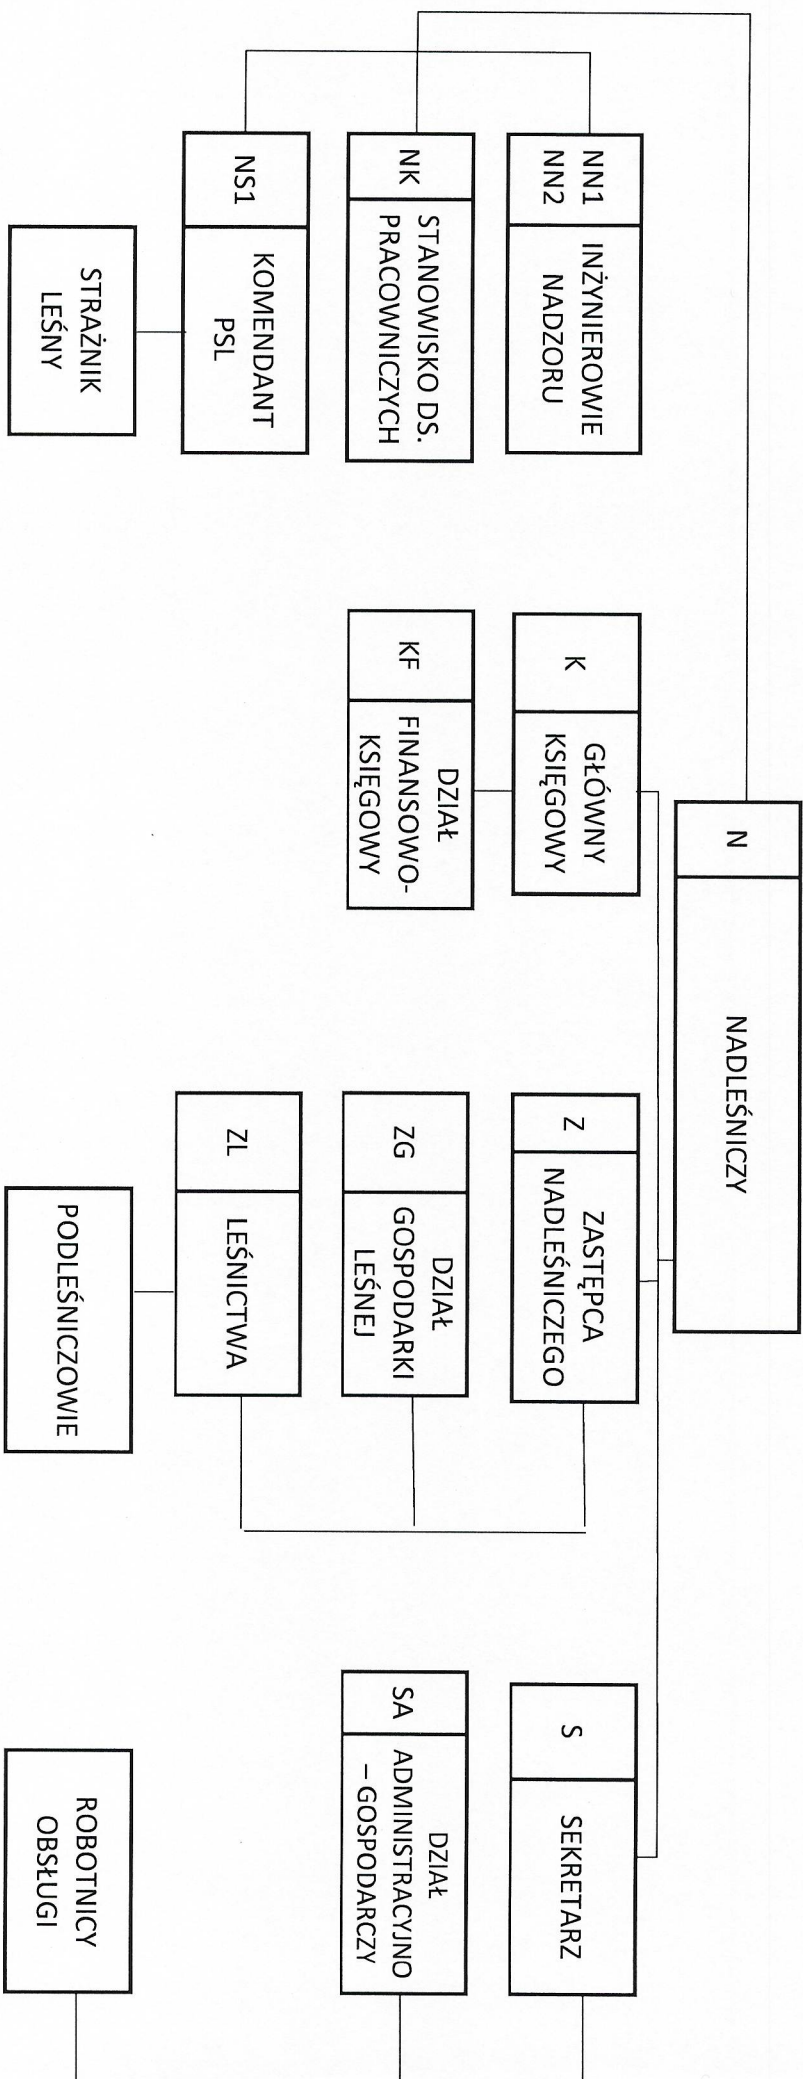 N
NADLEŚNICZY
NN1
NN2
INŻYNIEROWIE
NADZORU
NK
STANOWISKO DS.
PRACOWNICZYCH
NS1
KOMENDANT
PSL
STRAŻNIK
LEŚNY
K
GŁÓWNY
KSIĘGOWY
KF
DZIAŁ
FINANSOWO-
KSIĘGOWY
Z
ZASTĘPCA
NADLEŚNICZEGO
ZG
DZIAŁ
GOSPODARKI
LEŚNEJ
ZL
LEŚNICTWA
PODLEŚNICZOWIE
S
SEKRETARZ
SA
DZIAŁ
ADMINISTRACYJNO
– GOSPODARCZY
ROBOTNICY
OBSŁUGI